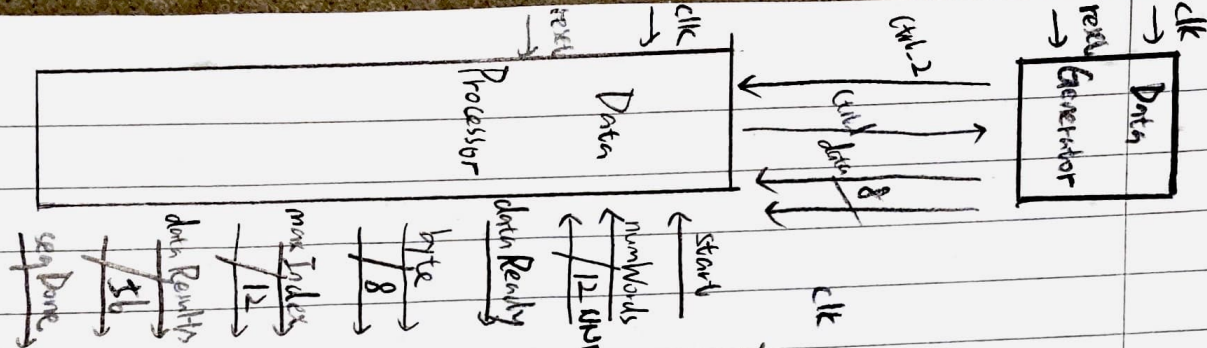 clk
reset
Data
Generator
ctrl_2
ctrl_1
data
8
clk
reset
Data
Processor
start
numWords
12
dataReady
byte
8
maxIndex
12
dataResults
seqDone
clk